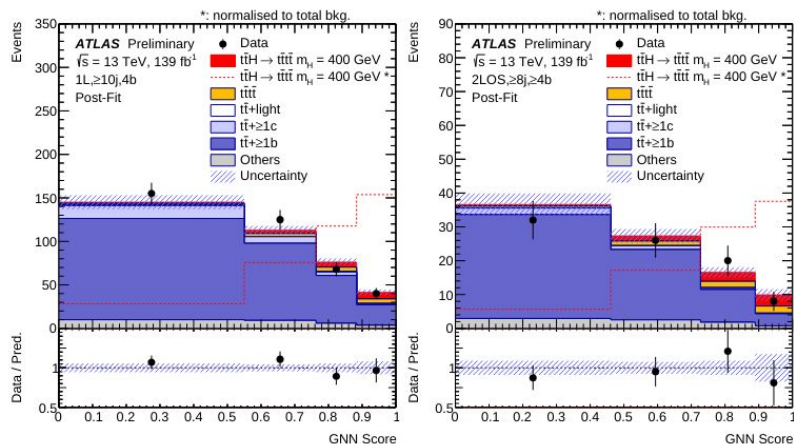 *: normalised to total bkg.
Events
350
300
250
200
150
100
50
0
ATLAS Preliminary
√s = 13 TeV, 139 fb¹
1L,≥10j,4b
Post-Fit
Data
tt̄H → tt̄tt̄ m_H = 400 GeV
tt̄H → tt̄tt̄ m_H = 400 GeV *
tt̄tt̄
tt̄+light
tt̄+≥1c
tt̄+≥1b
Others
Uncertainty
Data / Pred.
1
0.5
0 0.1 0.2 0.3 0.4 0.5 0.6 0.7 0.8 0.9 1
GNN Score
*: normalised to total bkg.
Events
90
80
70
60
50
40
30
20
10
0
ATLAS Preliminary
√s = 13 TeV, 139 fb¹
2LOS,≥8j,≥4b
Post-Fit
Data
tt̄H → tt̄tt̄ m_H = 400 GeV
tt̄H → tt̄tt̄ m_H = 400 GeV *
tt̄tt̄
tt̄+light
tt̄+≥1c
tt̄+≥1b
Others
Uncertainty
Data / Pred.
1
0.5
0 0.1 0.2 0.3 0.4 0.5 0.6 0.7 0.8 0.9 1
GNN Score